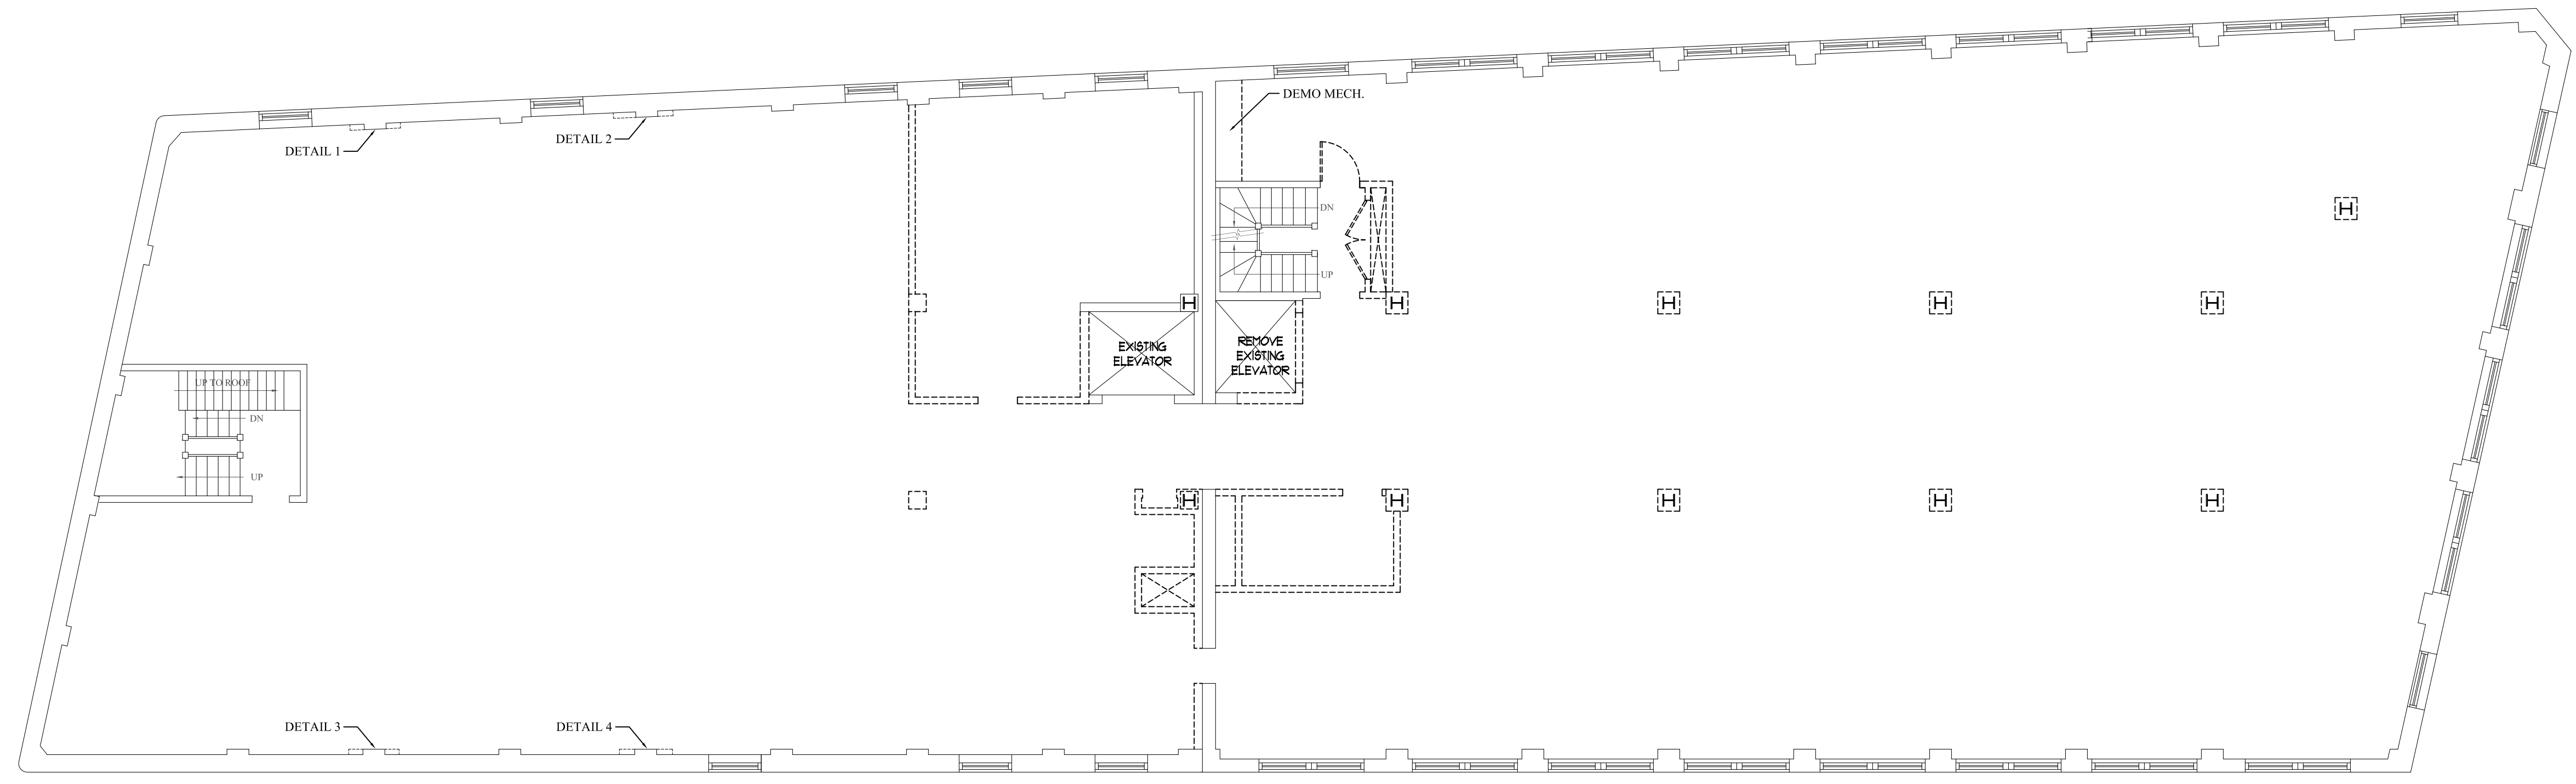 DEMO MECH.
DETAIL 1
DETAIL 2
DN
UP
H
H
H
H
H
H
EXISTING
ELEVATOR
REMOVE
EXISTING
ELEVATOR
UP TO ROOF
DN
UP
H
H
H
H
H
DETAIL 3
DETAIL 4